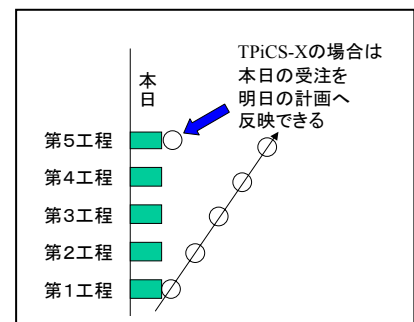 TPiCS-Xの場合は
本日の受注を
明日の計画へ
反映できる
本
日
第5工程
第4工程
第3工程
第2工程
第1工程